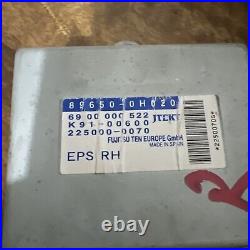 89650-0H020
69 00 000 522 JTEKT
K91-00600
225000-0070
FUJITSU TEN EUROPE GmbH
MADE IN SPAIN
EPS RH
*22500700*